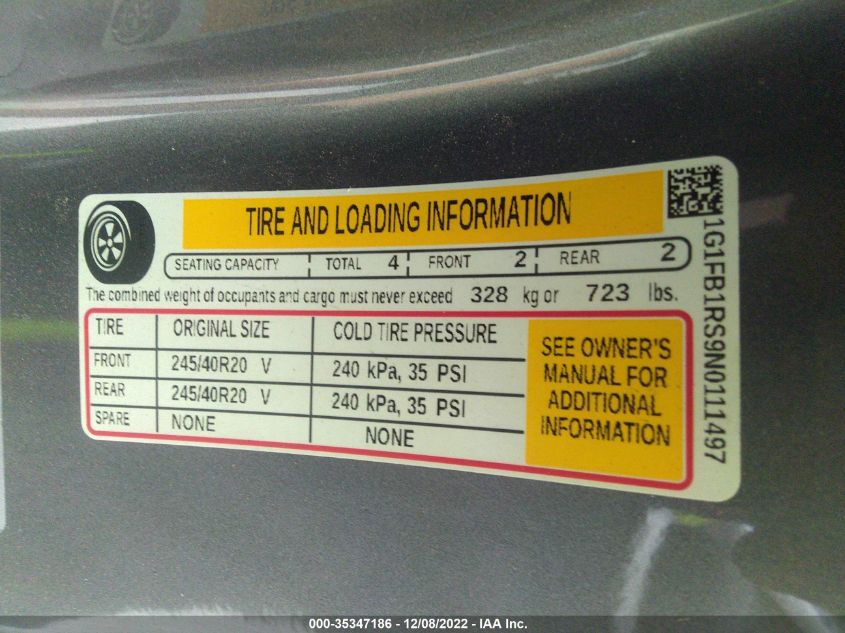 TIRE AND LOADING INFORMATION
SEATING CAPACITY TOTAL 4 FRONT 2 REAR 2
The combined weight of occupants and cargo must never exceed 328 kg or 723 lbs.
TIRE ORIGINAL SIZE COLD TIRE PRESSURE
FRONT 245/40R20 V 240 kPa, 35 PSI
REAR 245/40R20 V 240 kPa, 35 PSI
SPARE NONE NONE
SEE OWNER'S
MANUAL FOR
ADDITIONAL
INFORMATION
1G1FB1RS9N0111497
000-35347186 - 12/08/2022 - IAA Inc.